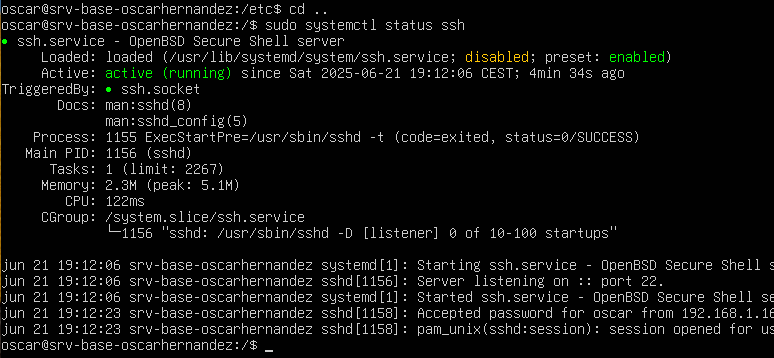 oscar@srv-base-oscarhernandez:/etc$ cd ..
oscar@srv-base-oscarhernandez:/$ sudo systemctl status ssh
● ssh.service - OpenBSD Secure Shell server
Loaded: loaded (/usr/lib/systemd/system/ssh.service; disabled; preset: enabled)
Active: active (running) since Sat 2025-06-21 19:12:06 CEST; 4min 34s ago
TriggeredBy: ● ssh.socket
Docs: man:sshd(8)
man:sshd_config(5)
Process: 1155 ExecStartPre=/usr/sbin/sshd -t (code=exited, status=0/SUCCESS)
Main PID: 1156 (sshd)
Tasks: 1 (limit: 2267)
Memory: 2.3M (peak: 5.1M)
CPU: 122ms
CGroup: /system.slice/ssh.service
└─1156 "sshd: /usr/sbin/sshd -D [listener] 0 of 10-100 startups"
jun 21 19:12:06 srv-base-oscarhernandez systemd[1]: Starting ssh.service - OpenBSD Secure Shell s
jun 21 19:12:06 srv-base-oscarhernandez sshd[1156]: Server listening on :: port 22.
jun 21 19:12:06 srv-base-oscarhernandez systemd[1]: Started ssh.service - OpenBSD Secure Shell se
jun 21 19:12:23 srv-base-oscarhernandez sshd[1158]: Accepted password for oscar from 192.168.1.16
jun 21 19:12:23 srv-base-oscarhernandez sshd[1158]: pam_unix(sshd:session): session opened for us
oscar@srv-base-oscarhernandez:/$ _